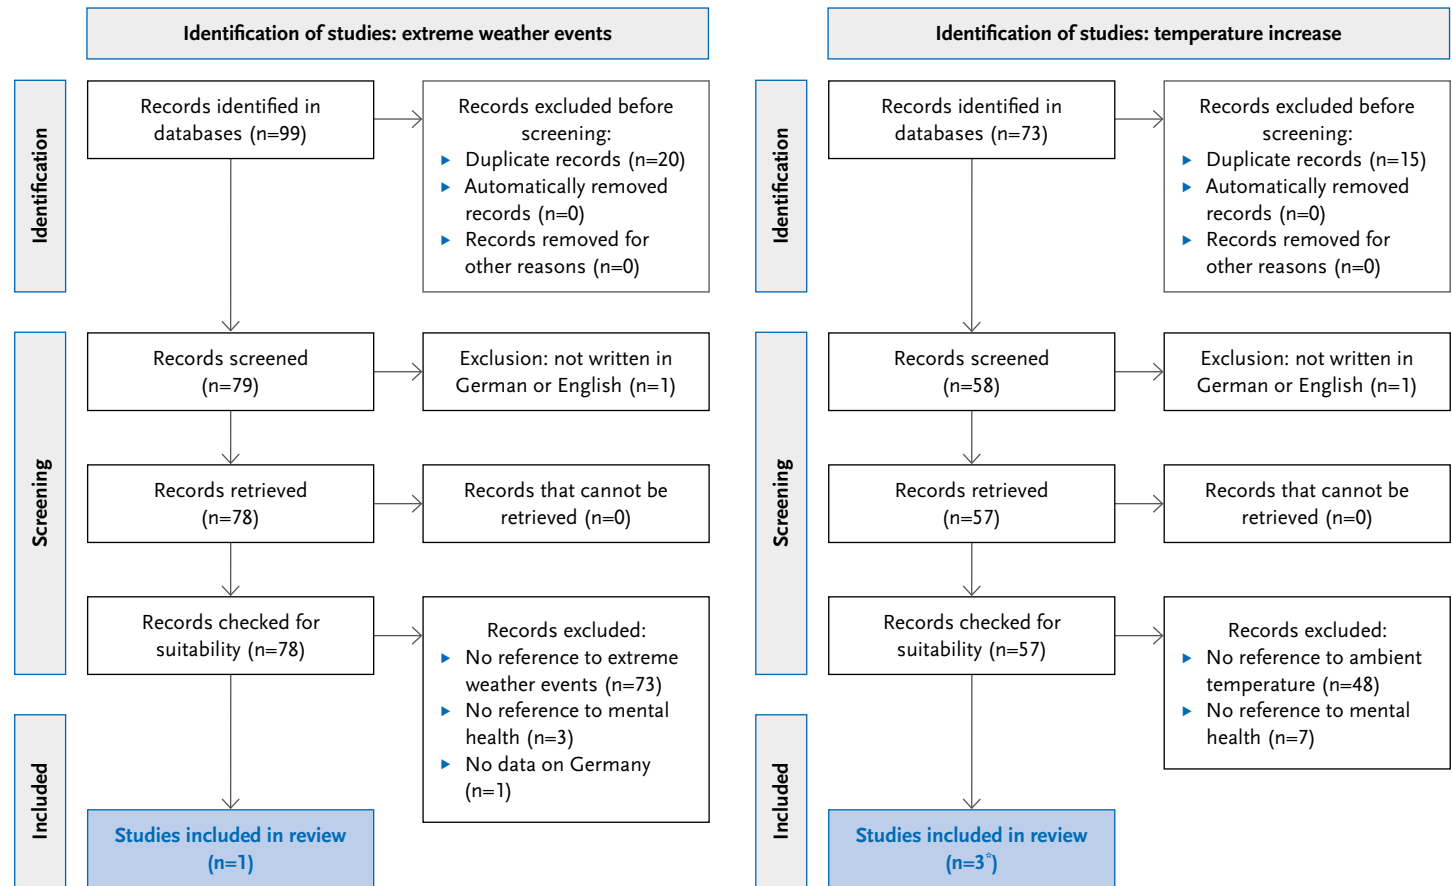 Identification of studies: extreme weather events
Identification
Records identified in
databases (n=99)
Records excluded before
screening:
▶ Duplicate records (n=20)
▶ Automatically removed
records (n=0)
▶ Records removed for
other reasons (n=0)
Screening
Records screened
(n=79)
Exclusion: not written in
German or English (n=1)
Records retrieved
(n=78)
Records that cannot be
retrieved (n=0)
Records checked for
suitability (n=78)
Records excluded:
▶ No reference to extreme
weather events (n=73)
▶ No reference to mental
health (n=3)
▶ No data on Germany
(n=1)
Included
Studies included in review
(n=1)
Identification of studies: temperature increase
Identification
Records identified in
databases (n=73)
Records excluded before
screening:
▶ Duplicate records (n=15)
▶ Automatically removed
records (n=0)
▶ Records removed for
other reasons (n=0)
Screening
Records screened
(n=58)
Exclusion: not written in
German or English (n=1)
Records retrieved
(n=57)
Records that cannot be
retrieved (n=0)
Records checked for
suitability (n=57)
Records excluded:
▶ No reference to ambient
temperature (n=48)
▶ No reference to mental
health (n=7)
Included
Studies included in review
(n=3*)